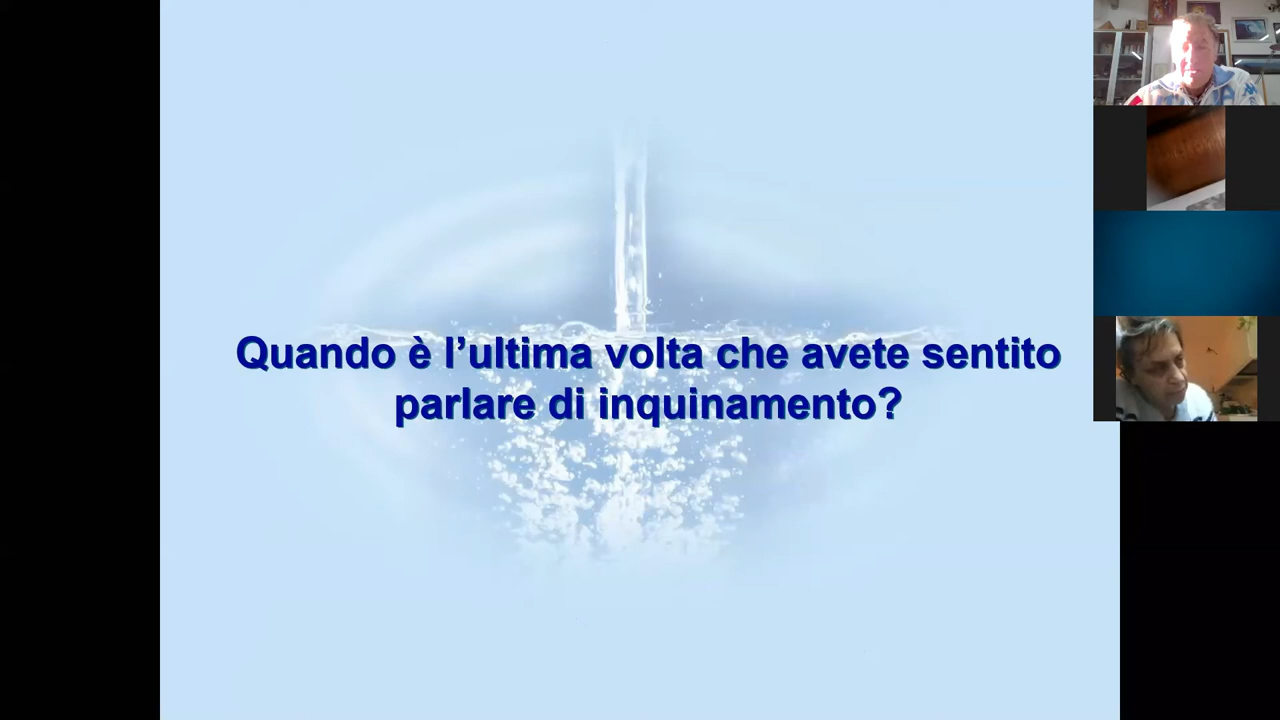 Quando è l’ultima volta che avete sentito
parlare di inquinamento?